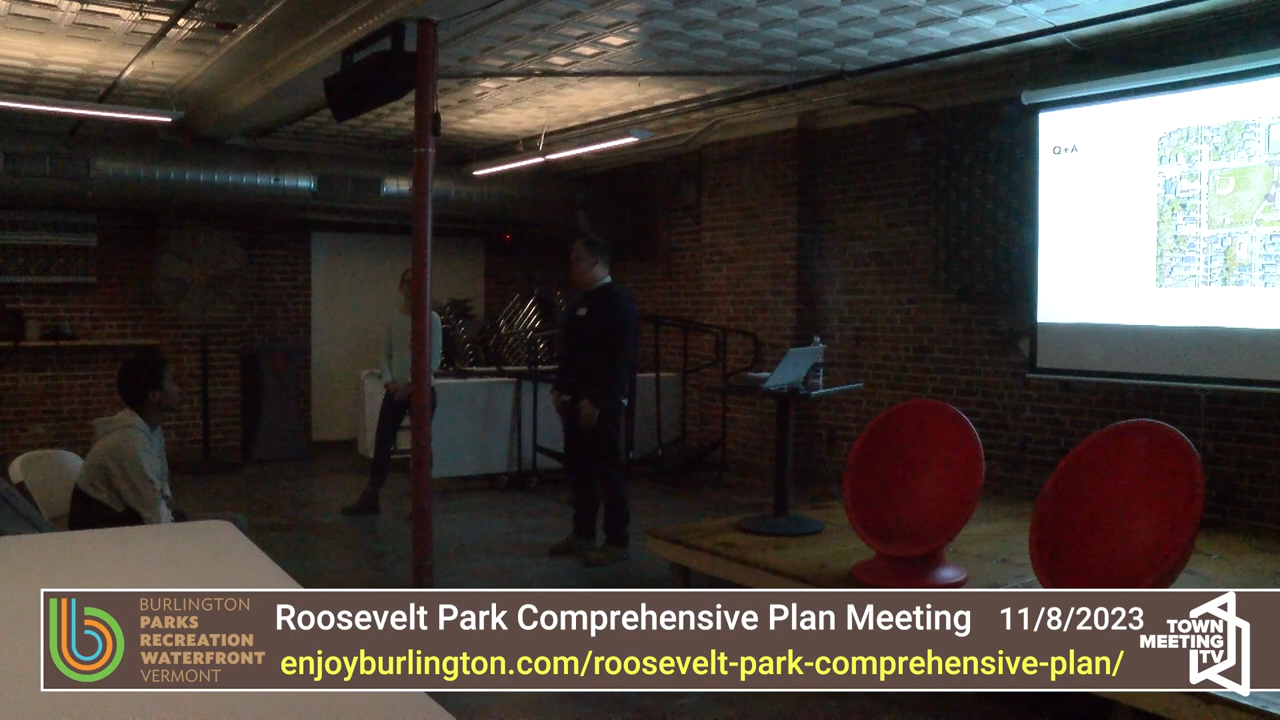 Q+A
BURLINGTON
PARKS
RECREATION
WATERFRONT
VERMONT
Roosevelt Park Comprehensive Plan Meeting 11/8/2023
enjoyburlington.com/roosevelt-park-comprehensive-plan/
TOWN
MEETING
TV